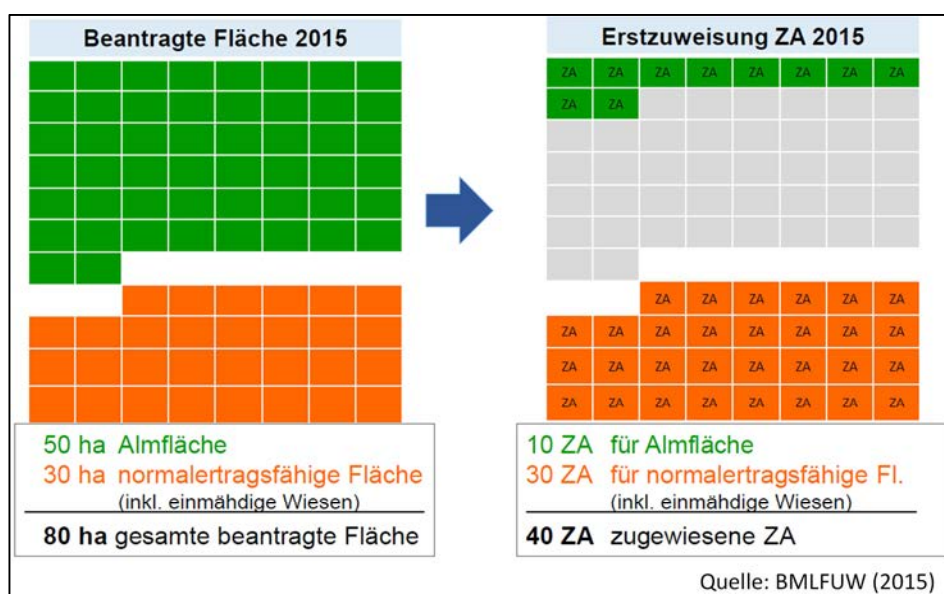 Beantragte Fläche 2015
50 ha Almfläche
30 ha normalertragsfähige Fläche
(inkl. einmähdige Wiesen)
80 ha gesamte beantragte Fläche
Erstzuweisung ZA 2015
ZA ZA ZA ZA ZA ZA ZA ZA
ZA ZA
ZA ZA ZA ZA ZA ZA
ZA ZA ZA ZA ZA ZA ZA ZA
ZA ZA ZA ZA ZA ZA ZA ZA
ZA ZA ZA ZA ZA ZA ZA ZA
10 ZA für Almfläche
30 ZA für normalertragsfähige Fl.
(inkl. einmähdige Wiesen)
40 ZA zugewiesene ZA
Quelle: BMLFUW (2015)